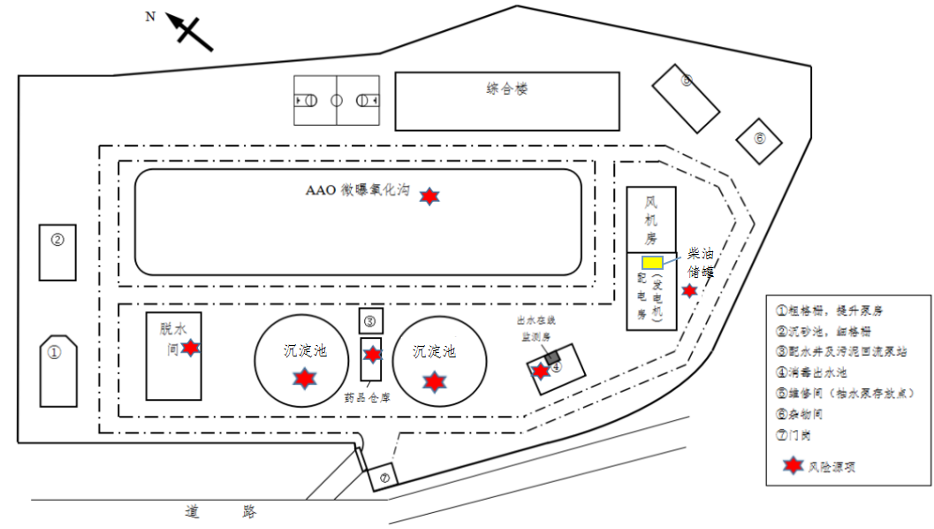 N
综合楼
⑤
⑥
AAO 微曝氧化沟
风机房
②
柴油
储罐
配电房
(发电机)
脱水
间
③
出水在线
监测房
①
沉淀池
沉淀池
④
药品仓库
⑦
道 路
①粗格栅，提升泵房
②沉砂池，细格栅
③配水井及污泥回流泵站
④消毒出水池
⑤维修间（抽水泵存放点）
⑥杂物间
⑦门岗
风险源项